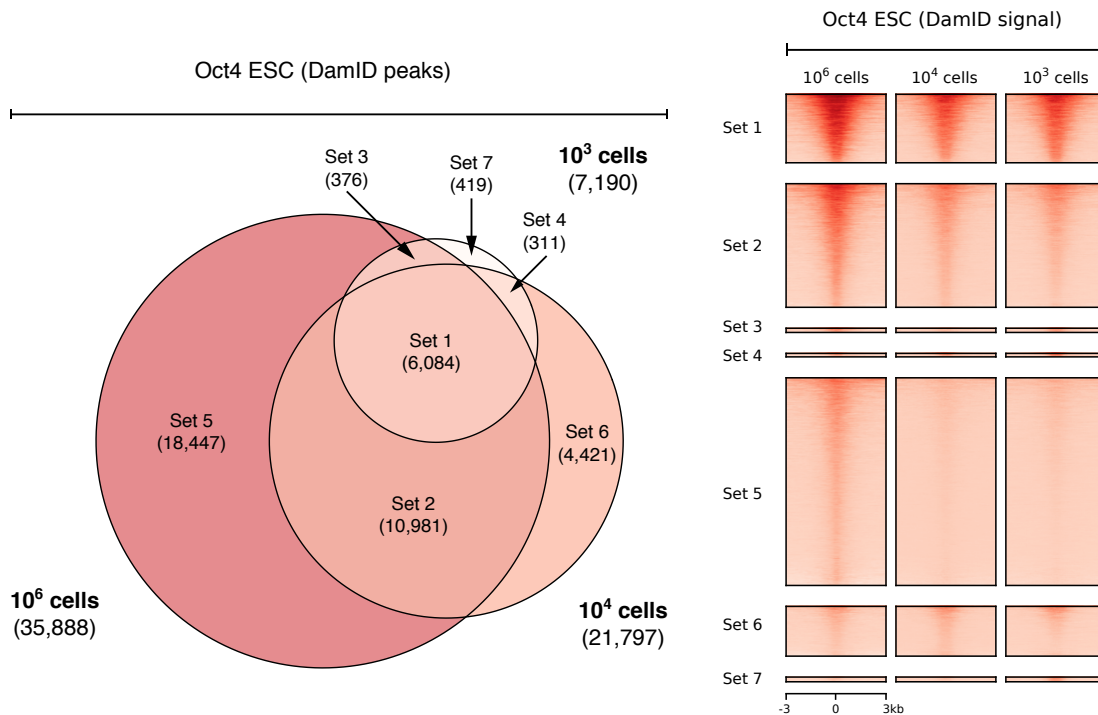 Oct4 ESC (DamID peaks)
Set 3
(376)
Set 7
(419)
10³ cells
(7,190)
Set 4
(311)
Set 1
(6,084)
Set 5
(18,447)
Set 6
(4,421)
Set 2
(10,981)
10⁶ cells
(35,888)
10⁴ cells
(21,797)
Oct4 ESC (DamID signal)
10⁶ cells 10⁴ cells 10³ cells
Set 1
Set 2
Set 3
Set 4
Set 5
Set 6
Set 7
-3 0 3kb